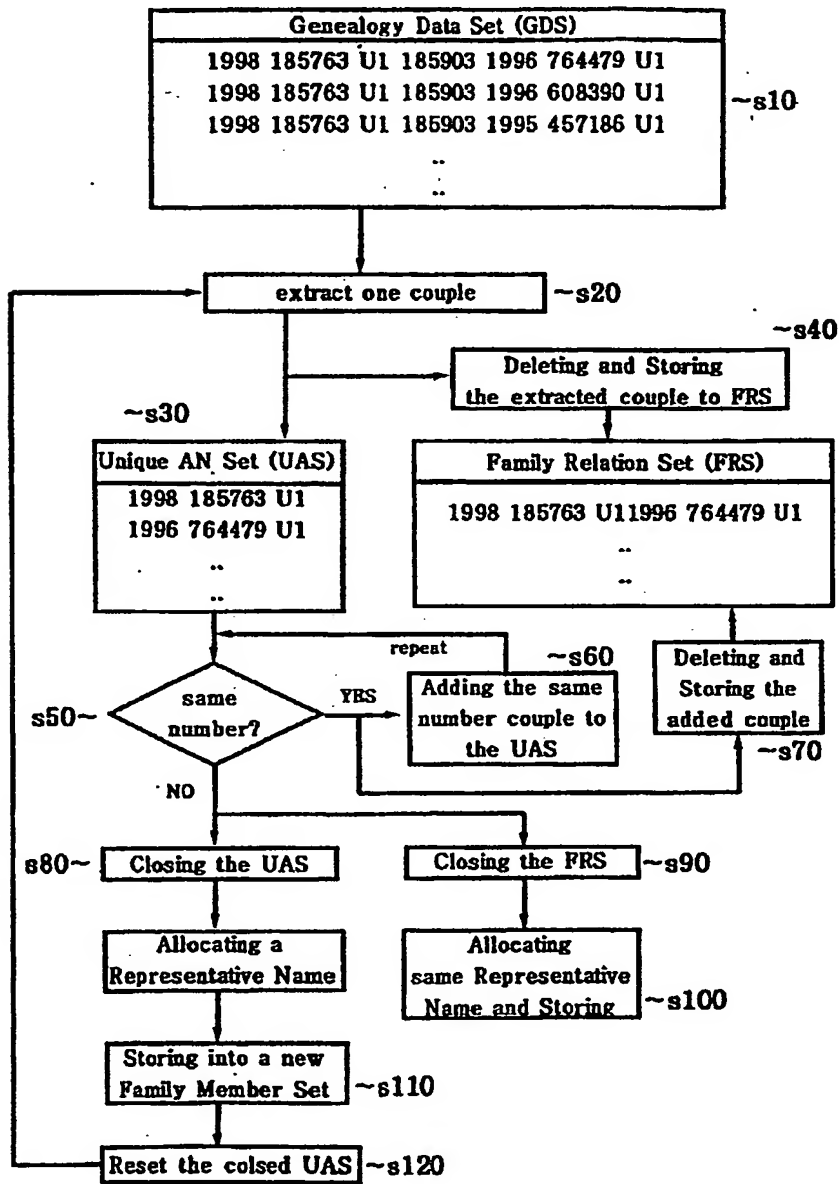 Genealogy Data Set (GDS)
1998 185763 U1 185903 1996 764479 U1
1998 185763 U1 185903 1996 608390 U1
1998 185763 U1 185903 1995 457186 U1
..
..
~s10
extract one couple
~s20
~s40
Deleting and Storing
the extracted couple to FRS
~s30
Unique AN Set (UAS)
1998 185763 U1
1996 764479 U1
..
..
Family Relation Set (FRS)
1998 185763 U11996 764479 U1
..
..
repeat
~s60
s50~
same
number?
YES
Adding the same
number couple to
the UAS
Deleting and
Storing the
added couple
~s70
NO
s80~
Closing the UAS
Closing the FRS
~s90
Allocating a
Representative Name
Allocating
same Representative
Name and Storing
~s100
Storing into a new
Family Member Set
~s110
Reset the colsed UAS
~s120